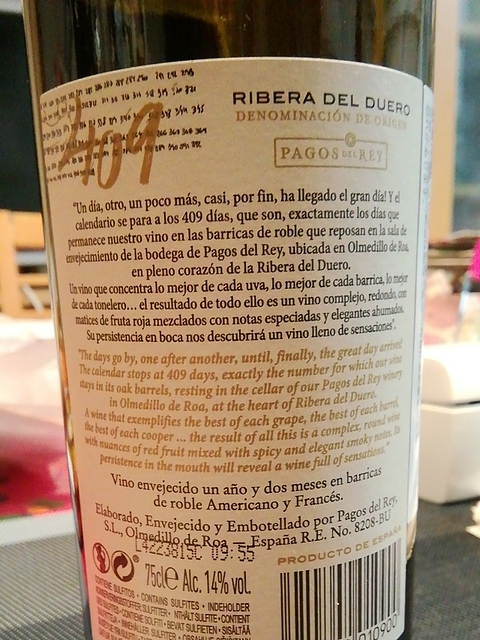 409
RIBERA DEL DUERO
DENOMINACIÓN DE ORIGEN
PAGOS DEL REY
"Un día, otro, un poco más, casi, por fin, ha llegado el gran día! Y el
calendario se para a los 409 días, que son, exactamente los días que
permanece nuestro vino en las barricas de roble que reposan en la sala de
envejecimiento de la bodega de Pagos del Rey, ubicada en Olmedillo de Roa,
en pleno corazón de la Ribera del Duero.
Un vino que concentra lo mejor de cada uva, lo mejor de cada barrica, lo mejor
de cada tonelero... el resultado de todo ello es un vino complejo, redondo, con
matices de fruta roja mezclados con notas especiadas y elegantes ahumados.
Su persistencia en boca nos descubrirá un vino lleno de sensaciones".
"The days go by, one after another, until, finally, the great day arrived
The calendar stops at 409 days, exactly the number for which our wine
stays in its oak barrels, resting in the cellar of our Pagos del Rey winery
in Olmedillo de Roa, at the heart of Ribera del Duero.
A wine that exemplifies the best of each grape, the best of each barrel,
the best of each cooper ... the result of all this is a complex, round wine
with nuances of red fruit mixed with spicy and elegant smoky notes. Its
persistence in the mouth will reveal a wine full of sensations."
Vino envejecido un año y dos meses en barricas
de roble Americano y Francés.
Elaborado, Envejecido y Embotellado por Pagos del Rey,
S.L., Olmedillo de Roa - España R.E. No. 8208-BU
L4223815C 09:55
PRODUCTO DE ESPAÑA
75cl e Alc. 14% vol.
CONTIENE SULFITOS • CONTAINS SULFITES • INDEHOLDER